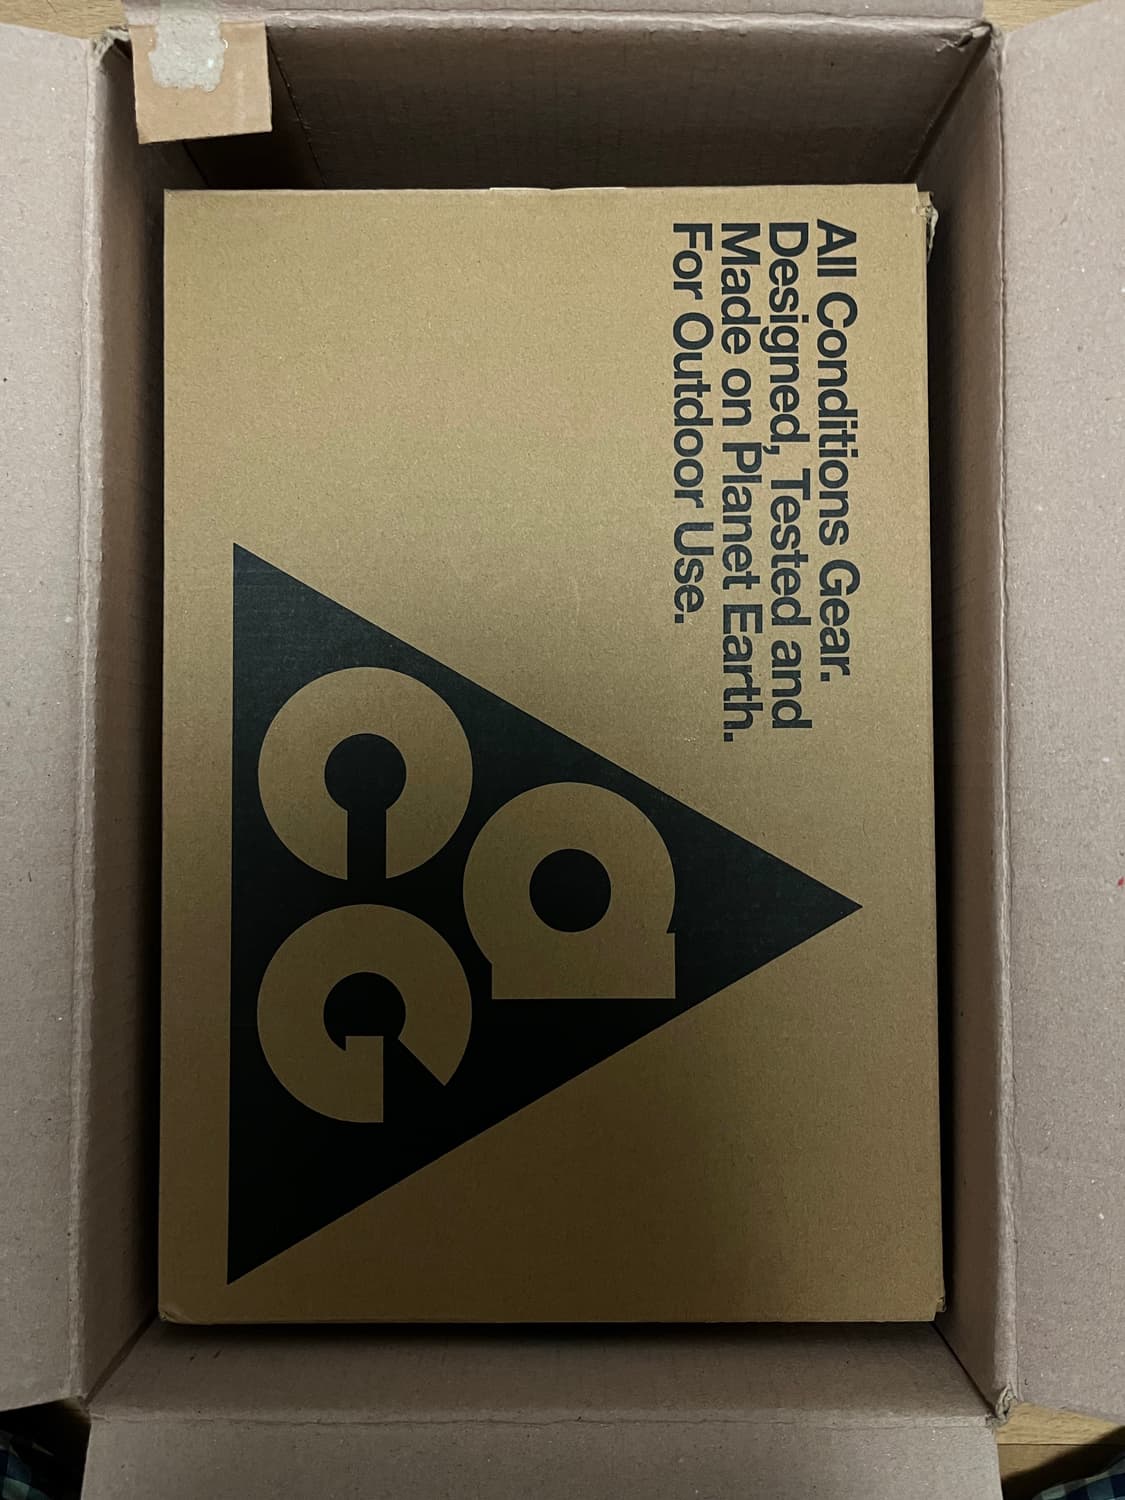 All Conditions Gear.
Designed, Tested and
Made on Planet Earth.
For Outdoor Use.
aCG